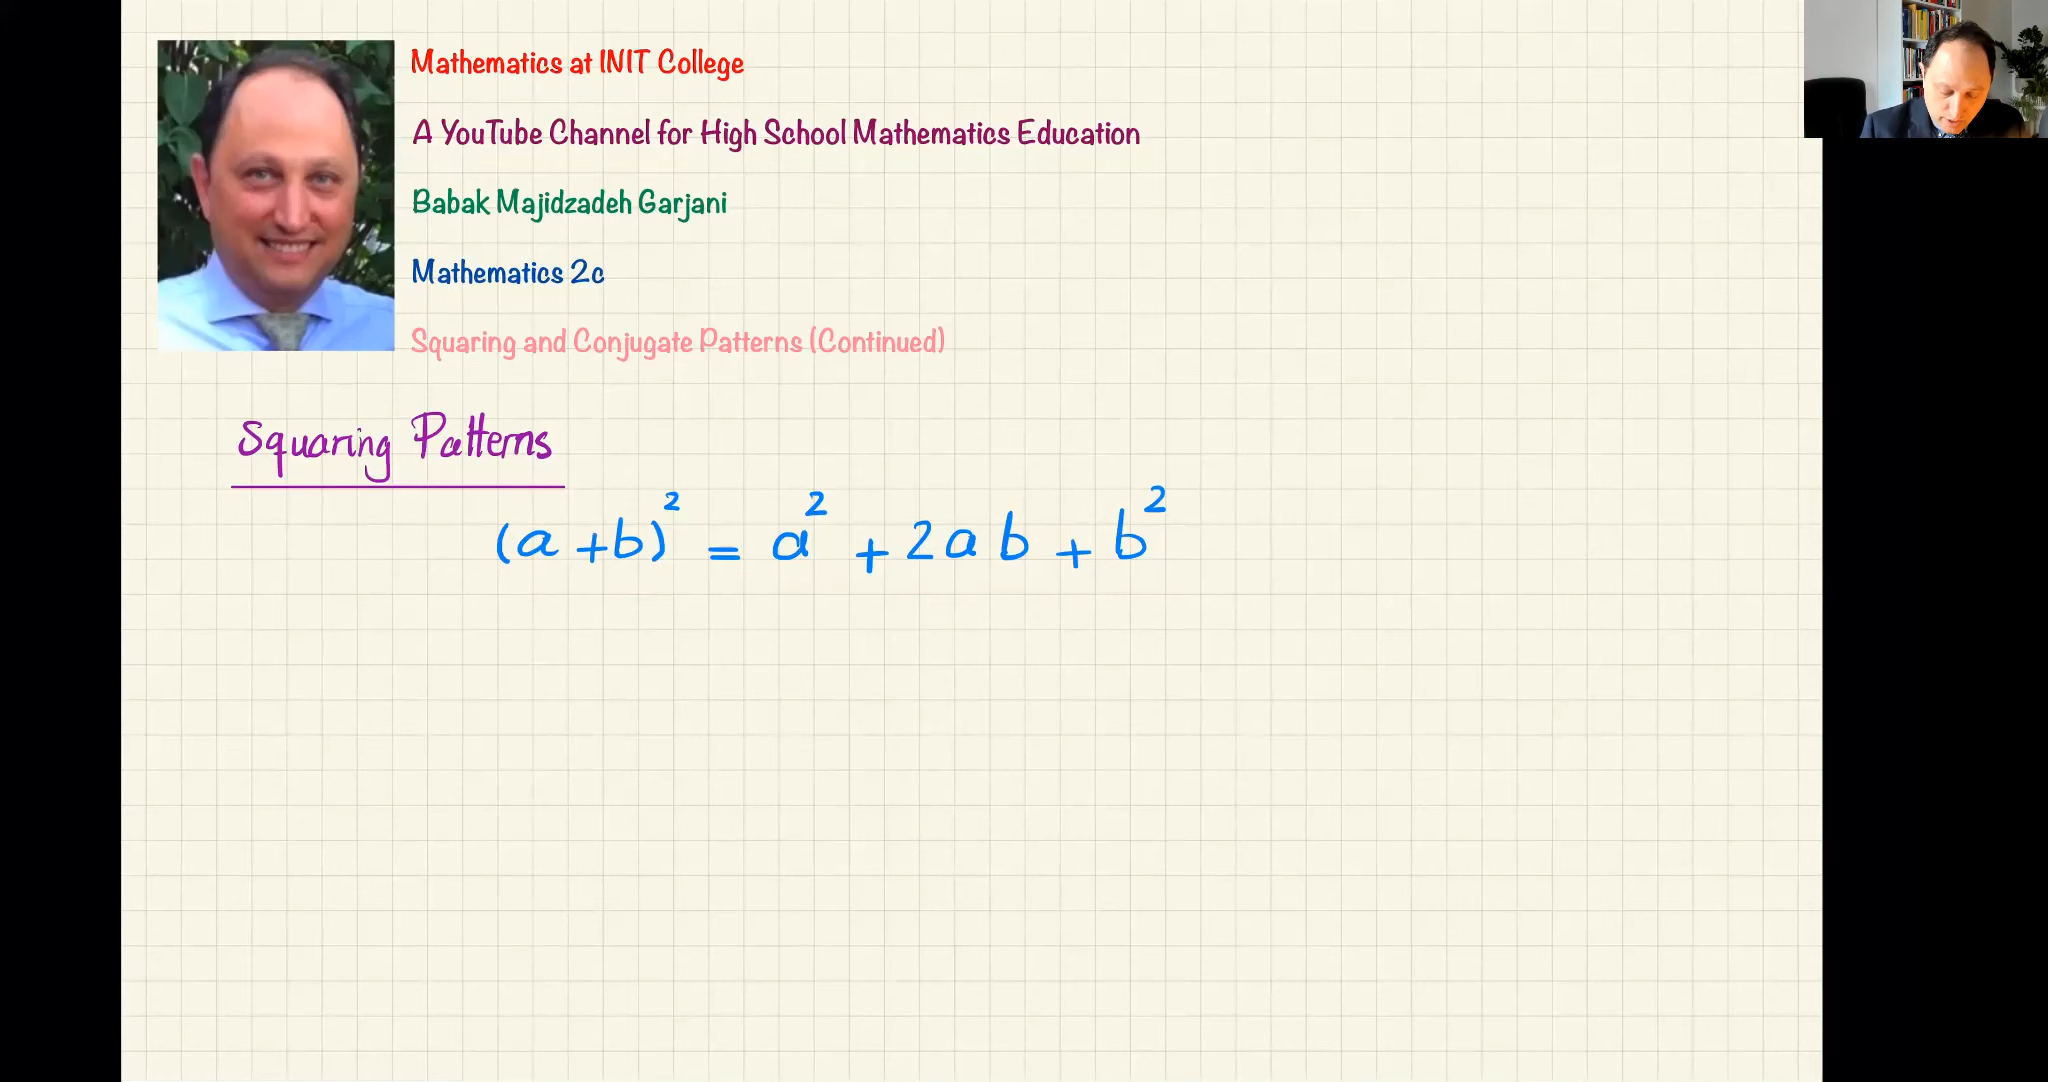 Mathematics at INIT College
A YouTube Channel for High School Mathematics Education
Babak Majidzadeh Garjani
Mathematics 2c
Squaring and Conjugate Patterns (Continued)
Squaring Patterns
(a + b)² = a² + 2ab + b²